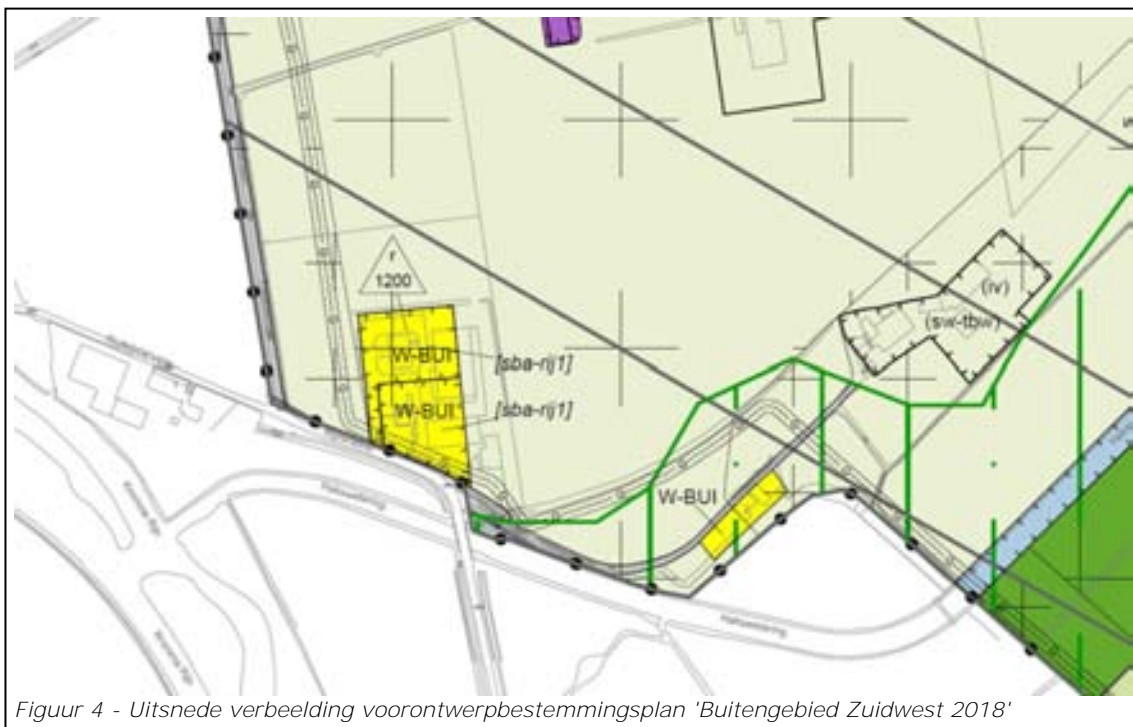 r
1200
W-BUI
[sba-rij1]
W-BUI
[sba-rij1]
(iv)
(sw-tbw)
W-BUI
Figuur 4 - Uitsnede verbeelding voorontwerpbestemmingsplan 'Buitengebied Zuidwest 2018'